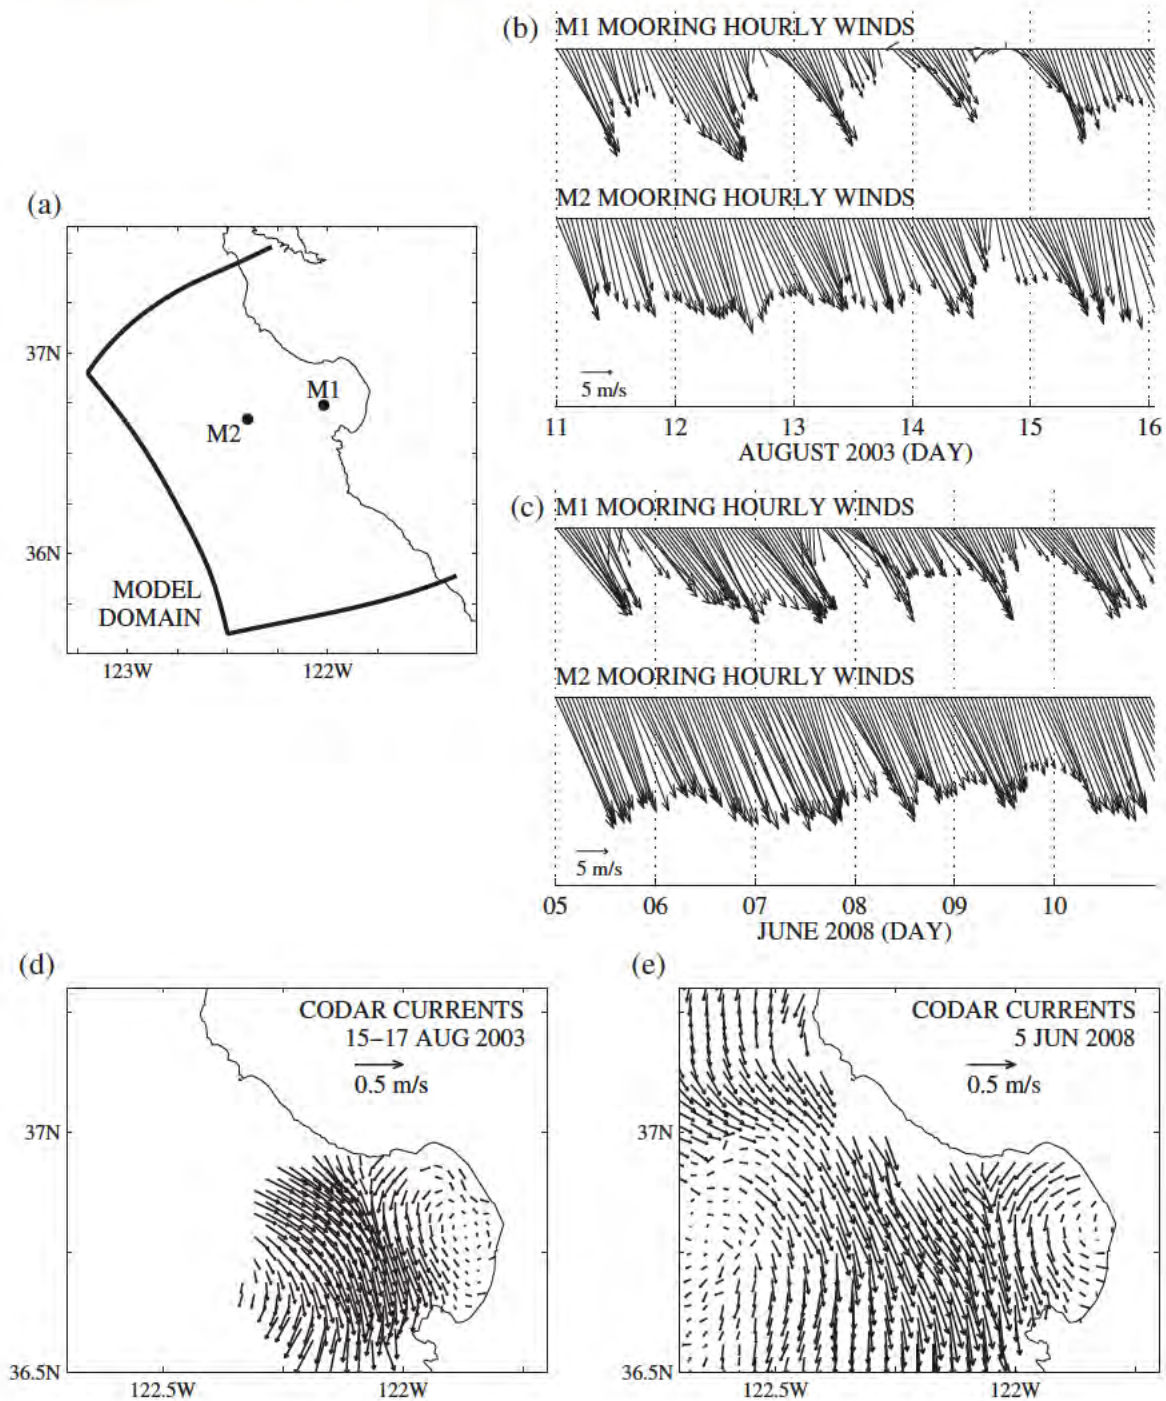 (a)
37N
36N
M1
M2
MODEL
DOMAIN
123W
122W
(b)
M1 MOORING HOURLY WINDS
M2 MOORING HOURLY WINDS
5 m/s
11
12
13
14
15
16
AUGUST 2003 (DAY)
(c)
M1 MOORING HOURLY WINDS
M2 MOORING HOURLY WINDS
5 m/s
05
06
07
08
09
10
JUNE 2008 (DAY)
(d)
CODAR CURRENTS
15–17 AUG 2003
0.5 m/s
37N
36.5N
122.5W
122W
(e)
CODAR CURRENTS
5 JUN 2008
0.5 m/s
37N
36.5N
122.5W
122W